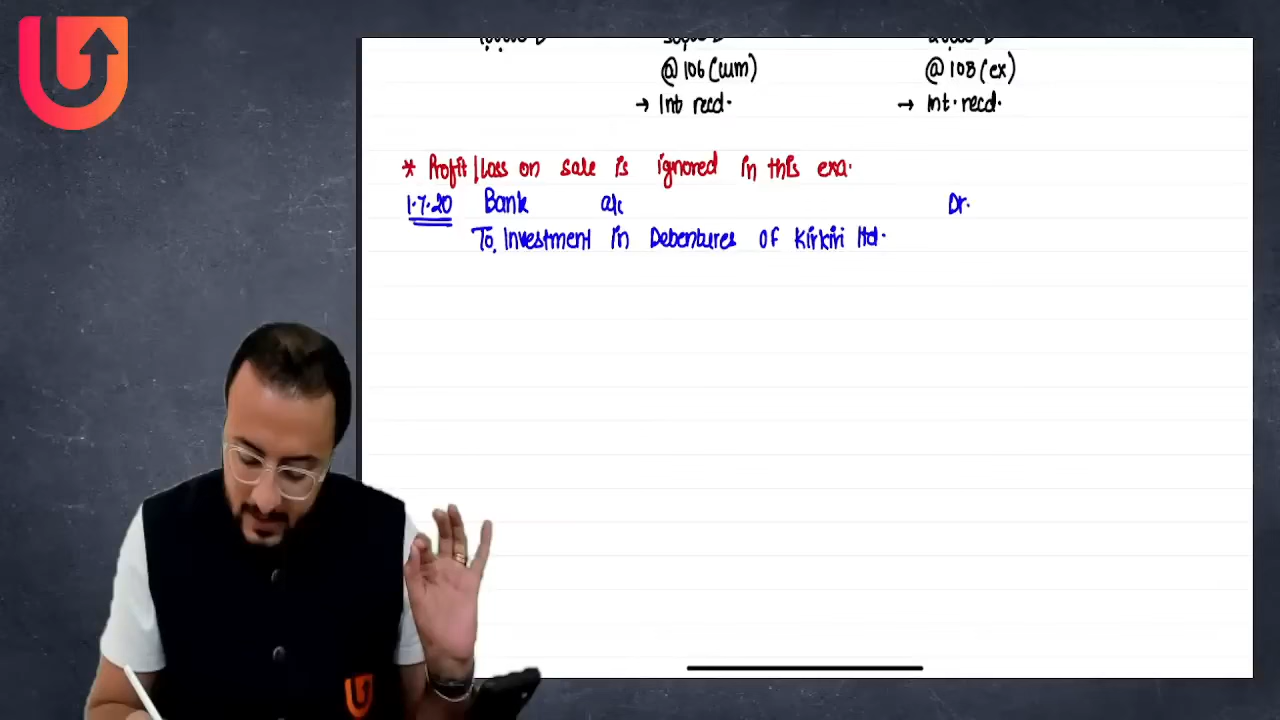 @ 106 (cum) @ 108 (ex)
→ Int recd. → Int. recd.
* Profit/Loss on sale is ignored in this exa.
1.7.20 Bank a/c Dr.
To, Investment in Debentures of Kirkiri ltd.